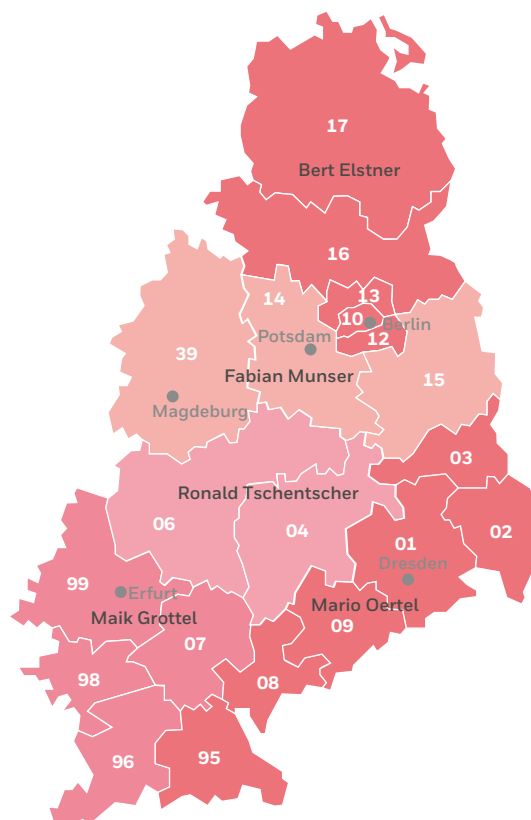 17
Bert Elstner
16
13
14
10
Berlin
Potsdam
12
39
Fabian Munser
15
Magdeburg
03
Ronald Tschentscher
06
04
02
01
99
Dresden
Erfurt
Mario Oertel
Maik Grottel
09
07
98
08
95
96